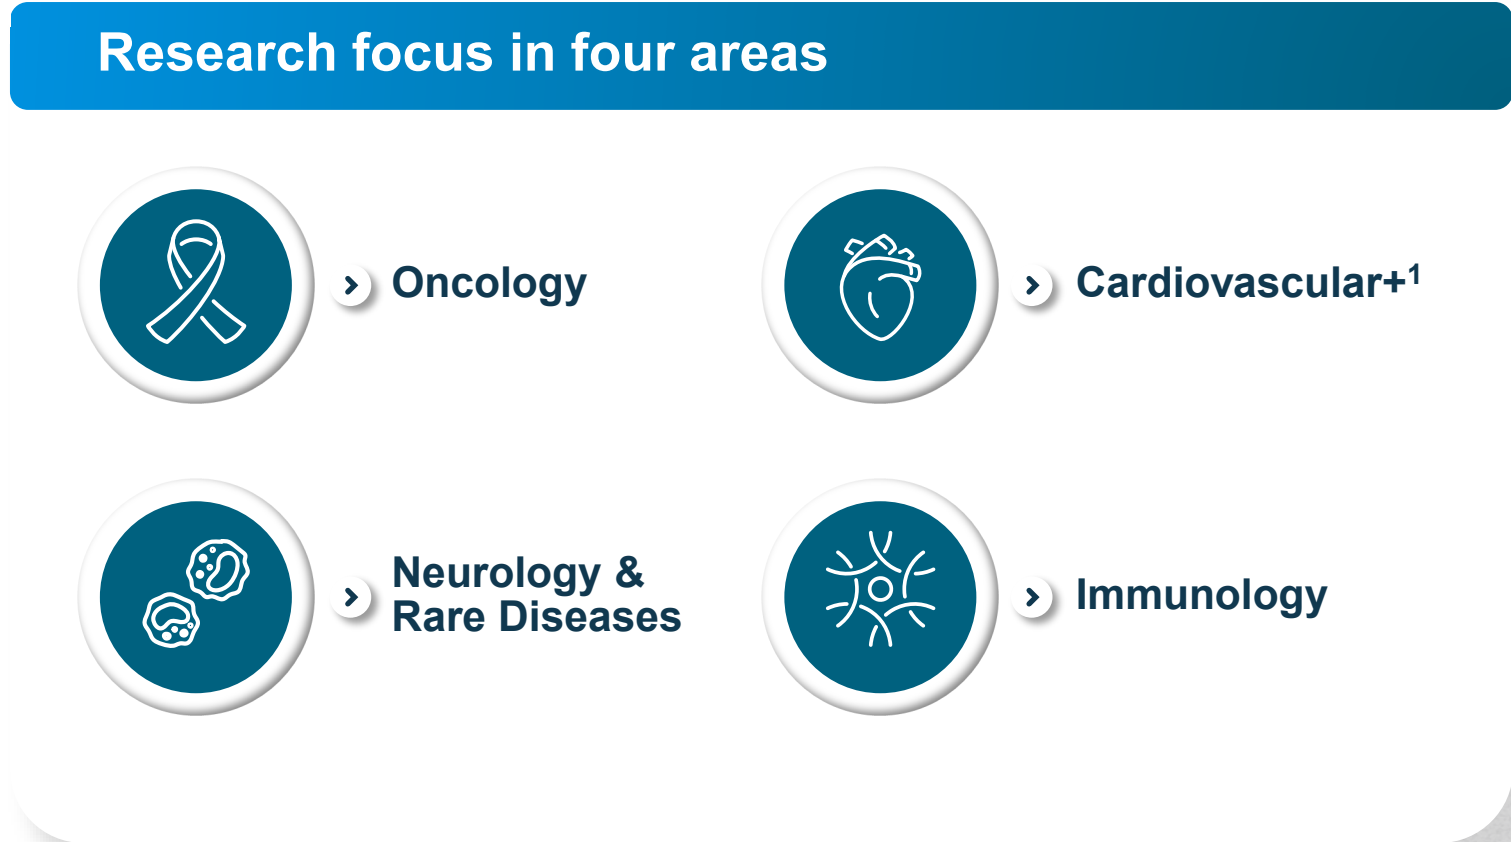 Research focus in four areas
Oncology
Cardiovascular+¹
Neurology &
Rare Diseases
Immunology